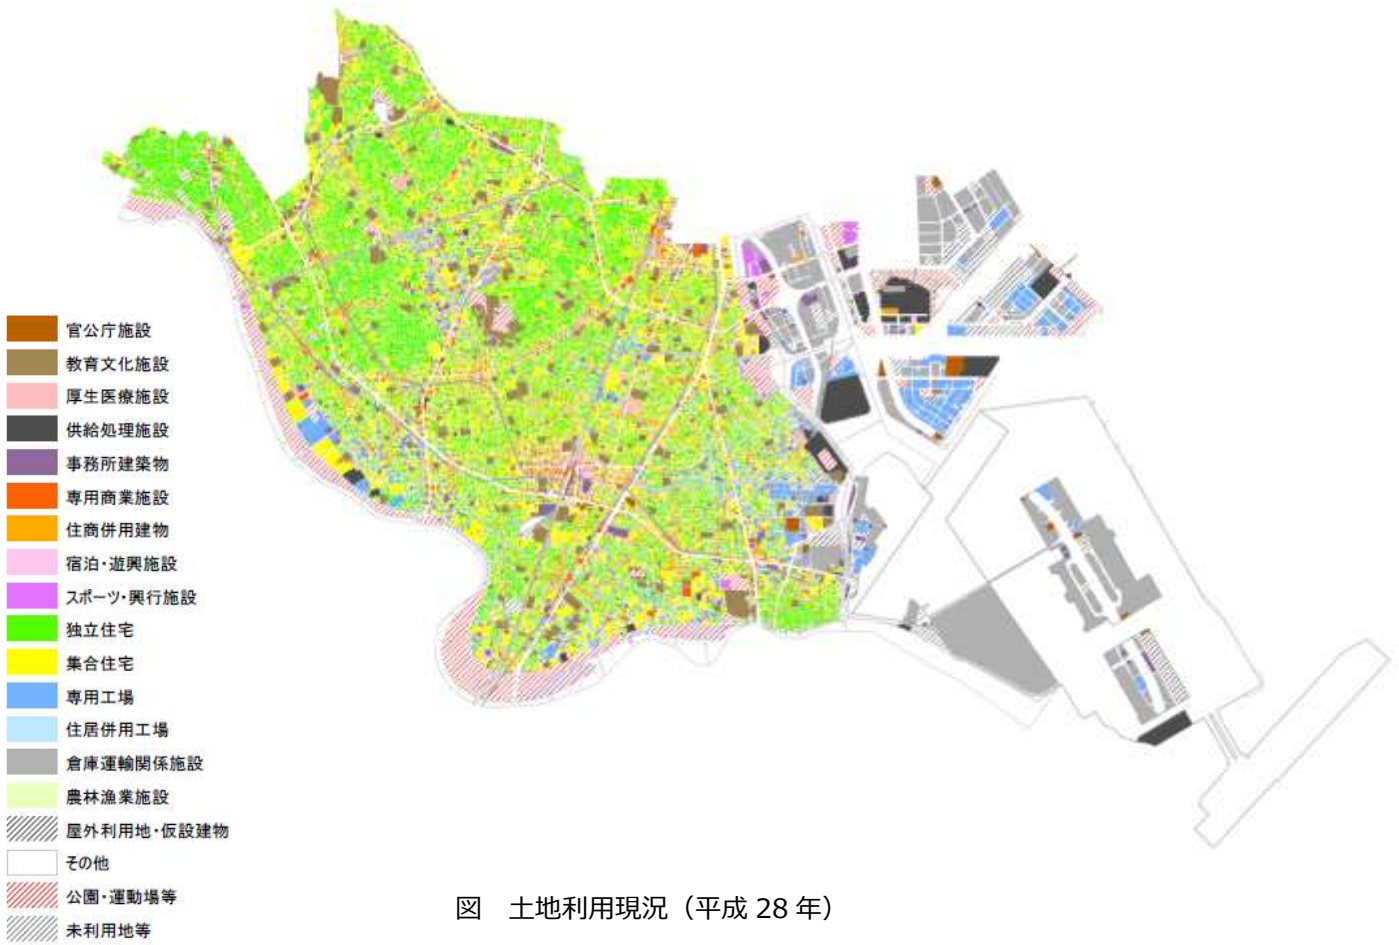 官公庁施設
教育文化施設
厚生医療施設
供給処理施設
事務所建築物
専用商業施設
住商併用建物
宿泊・遊興施設
スポーツ・興行施設
独立住宅
集合住宅
専用工場
住居併用工場
倉庫運輸関係施設
農林漁業施設
屋外利用地・仮設建物
その他
公園・運動場等
未利用地等
図　土地利用現況（平成 28 年）